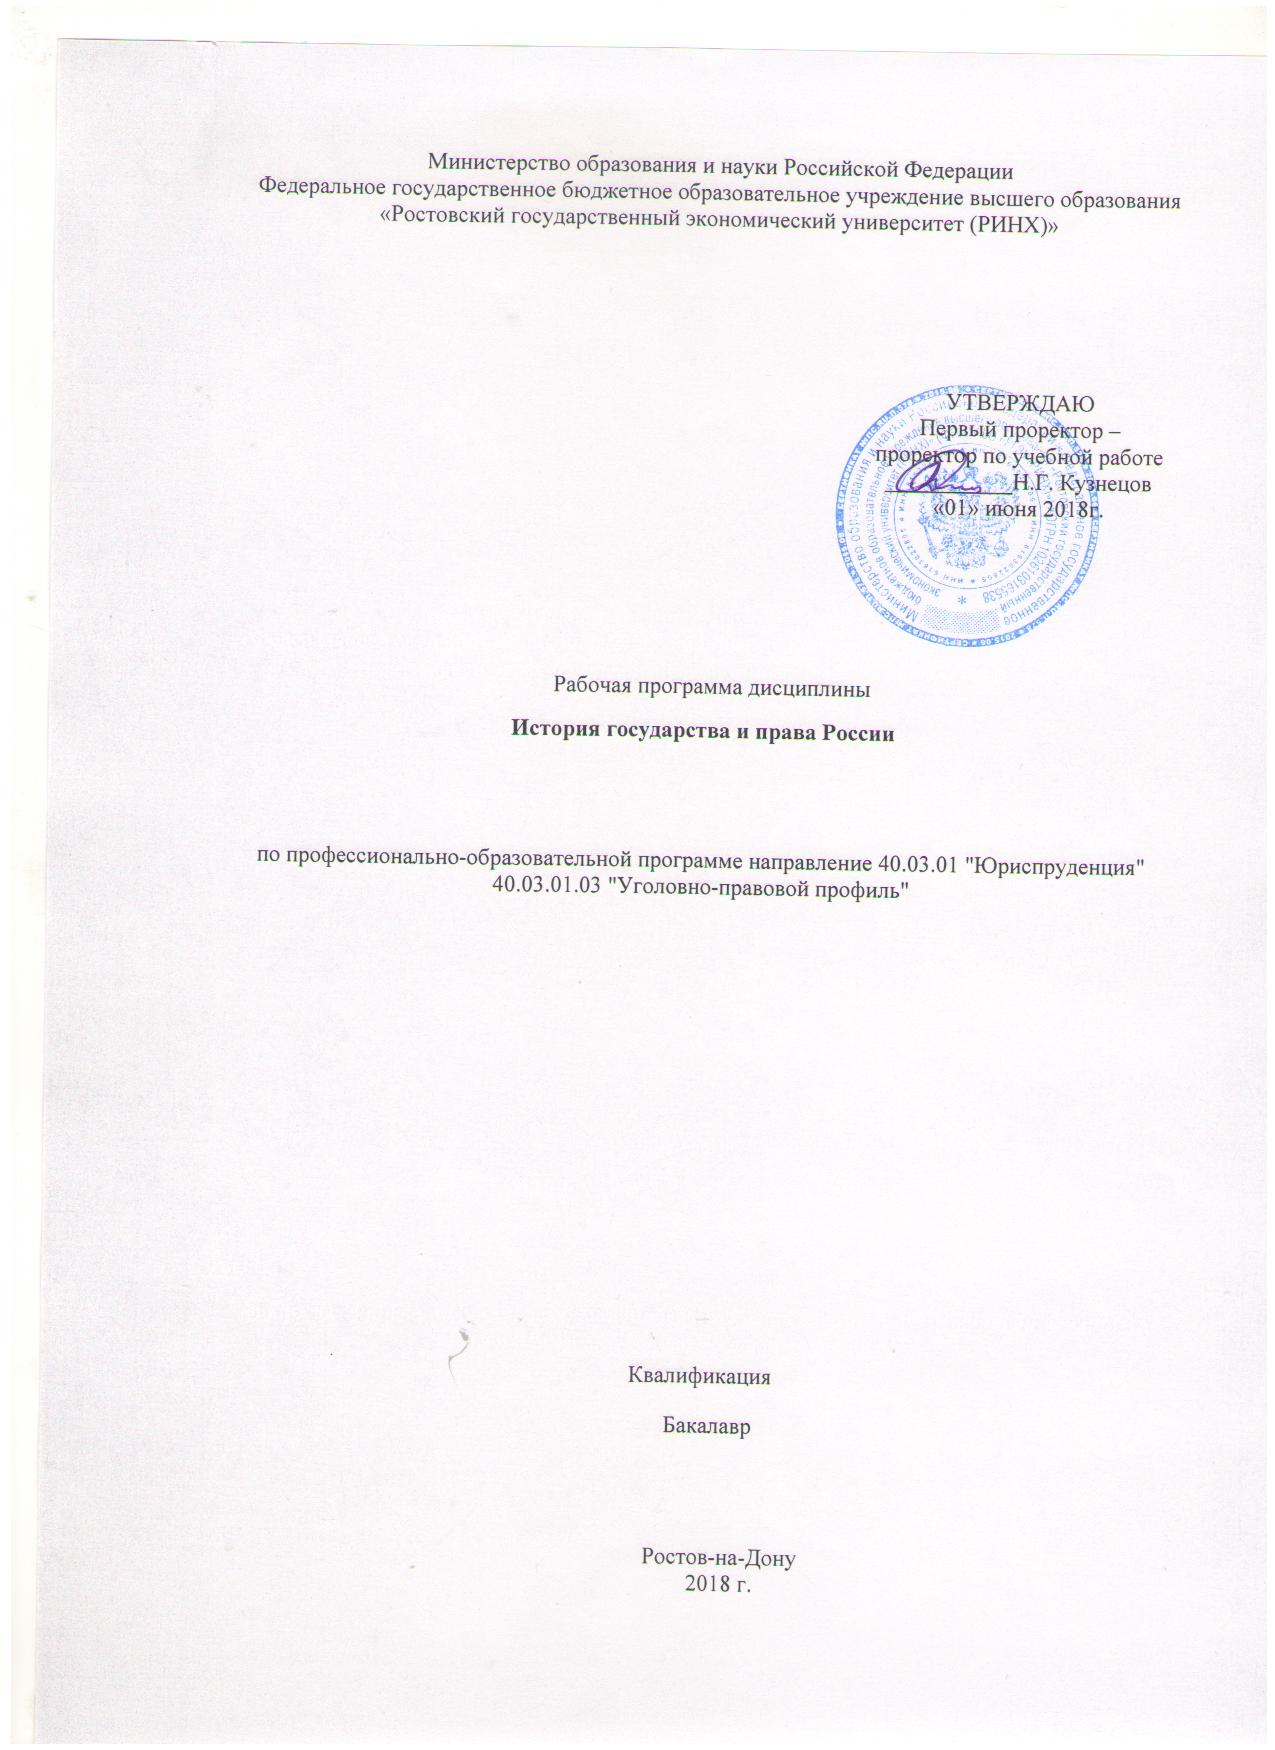 Министерство образования и науки Российской Федерации
Федеральное государственное бюджетное образовательное учреждение высшего образования
«Ростовский государственный экономический университет (РИНХ)»
УТВЕРЖДАЮ
Первый проректор –
проректор по учебной работе
Н.Г. Кузнецов
«01» июня 2018г.
Рабочая программа дисциплины
История государства и права России
по профессионально-образовательной программе направление 40.03.01 "Юриспруденция"
40.03.01.03 "Уголовно-правовой профиль"
Квалификация
Бакалавр
Ростов-на-Дону
2018 г.